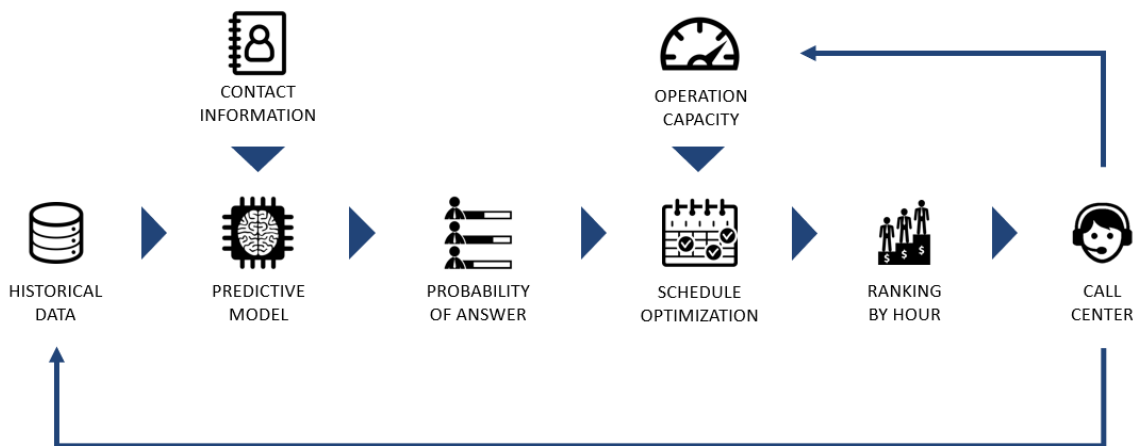 CONTACT
INFORMATION
OPERATION
CAPACITY
HISTORICAL
DATA
PREDICTIVE
MODEL
PROBABILITY
OF ANSWER
SCHEDULE
OPTIMIZATION
$ $ $
RANKING
BY HOUR
CALL
CENTER